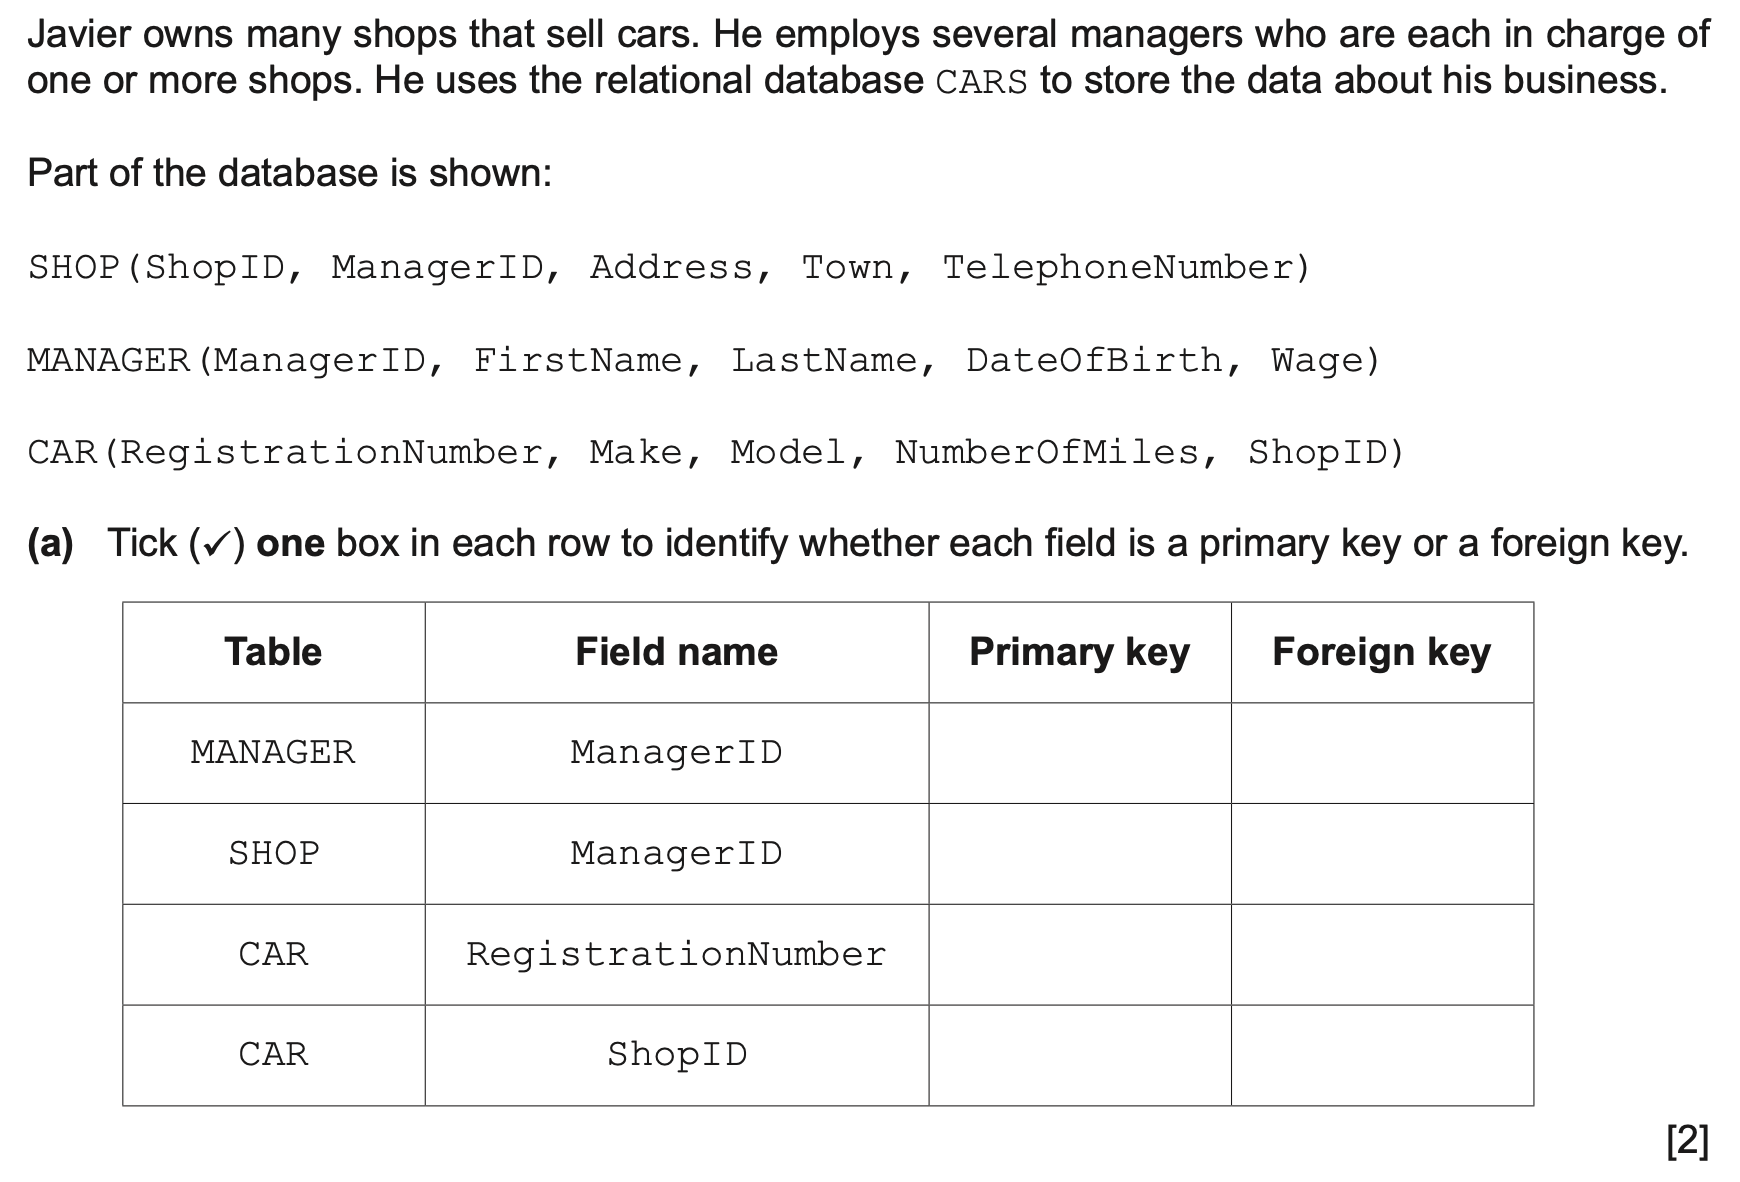 Javier owns many shops that sell cars. He employs several managers who are each in charge of
one or more shops. He uses the relational database CARS to store the data about his business.
Part of the database is shown:
SHOP(ShopID, ManagerID, Address, Town, TelephoneNumber)
MANAGER(ManagerID, FirstName, LastName, DateOfBirth, Wage)
CAR(RegistrationNumber, Make, Model, NumberOfMiles, ShopID)
(a) Tick (✓) one box in each row to identify whether each field is a primary key or a foreign key.
Table Field name Primary key Foreign key
MANAGER ManagerID
SHOP ManagerID
CAR RegistrationNumber
CAR ShopID
[2]